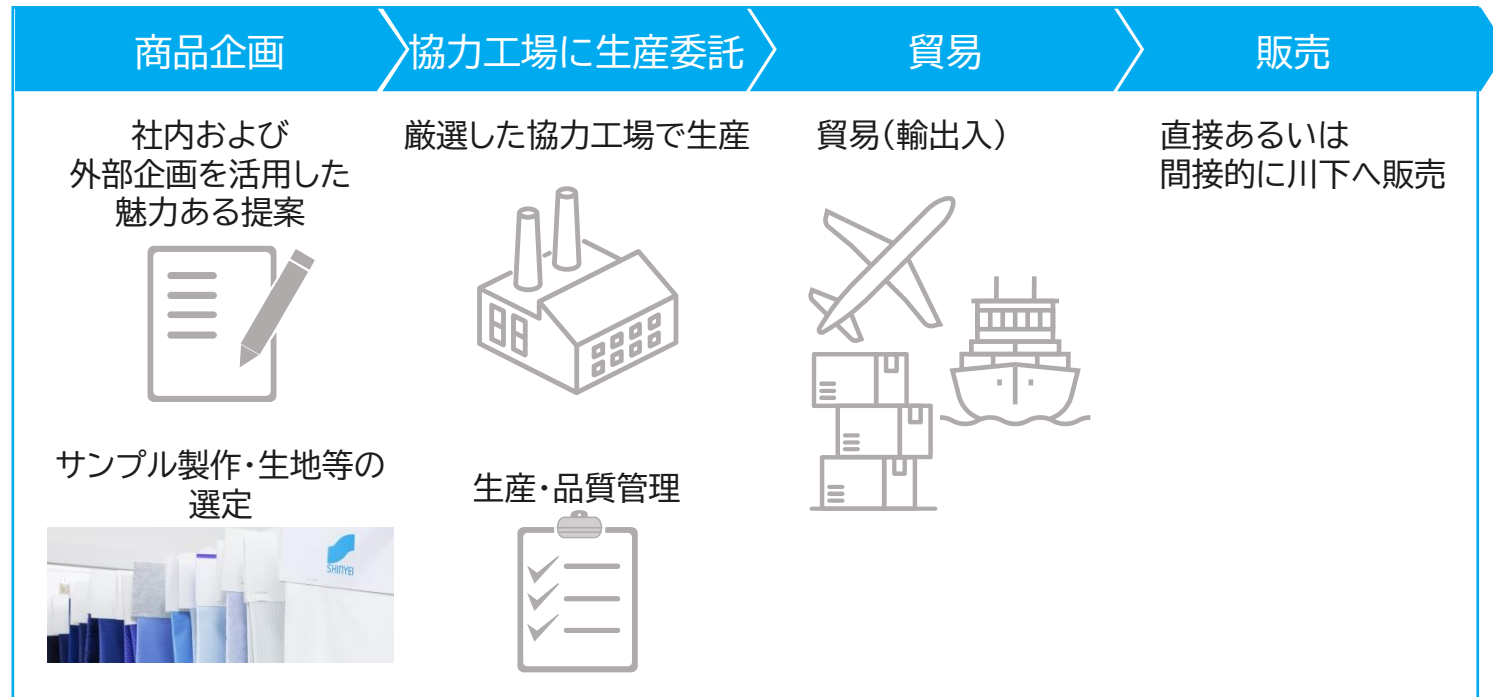 商品企画
協力工場に生産委託
貿易
販売
社内および
外部企画を活用した
魅力ある提案
サンプル製作・生地等の
選定
SHINYEI
厳選した協力工場で生産
生産・品質管理
貿易(輸出入)
直接あるいは
間接的に川下へ販売